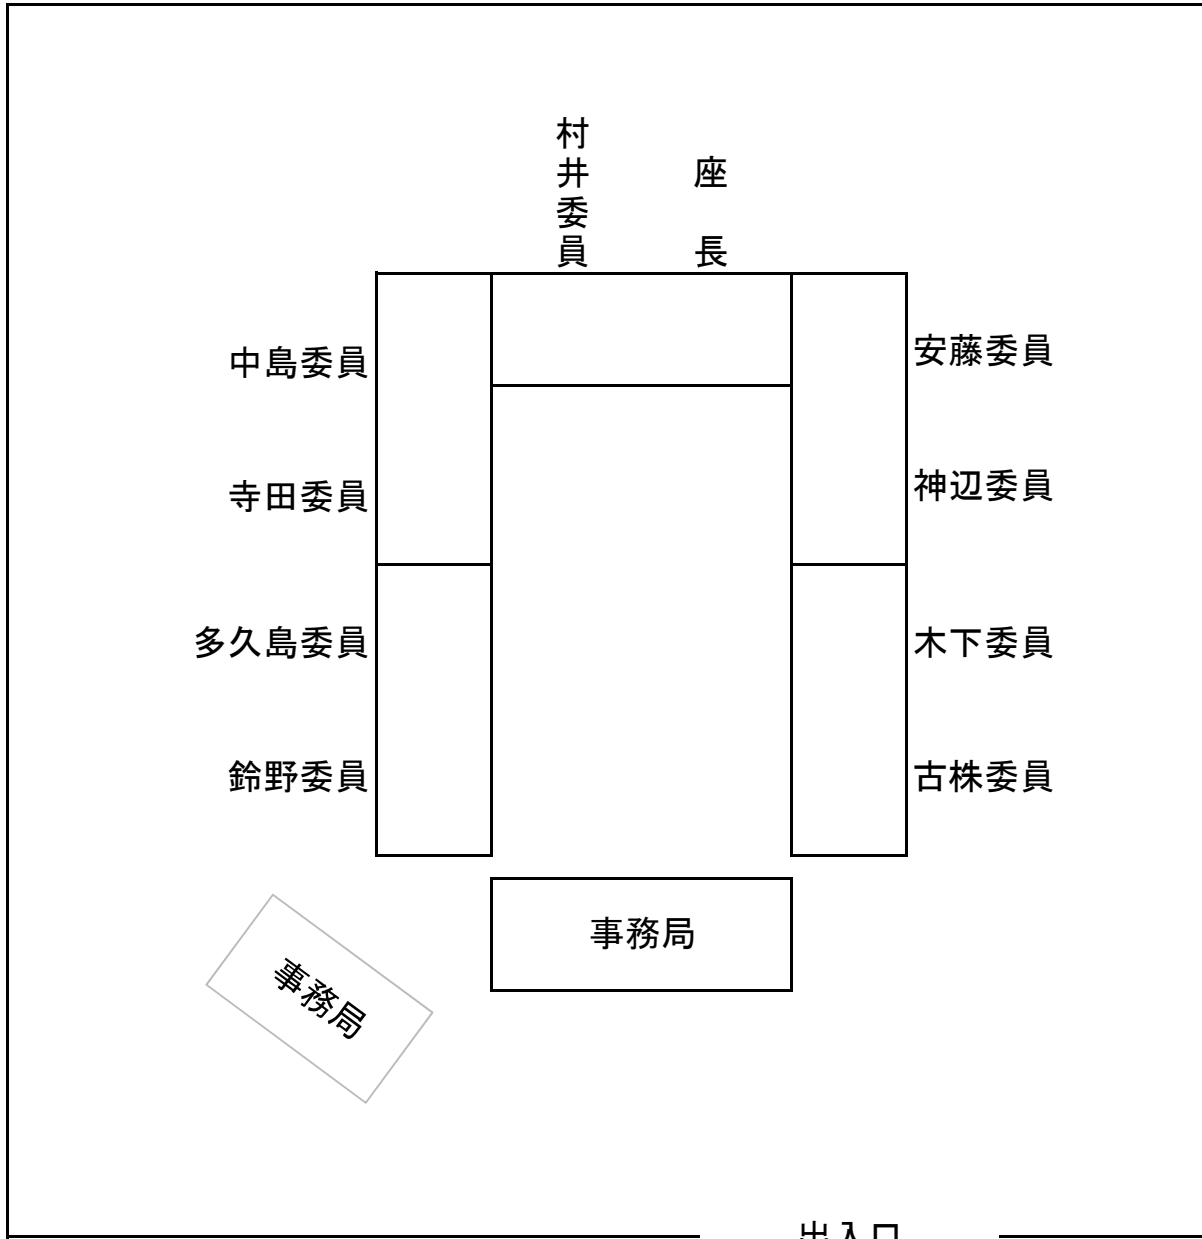 村井委員
座長
中島委員
安藤委員
寺田委員
神辺委員
多久島委員
木下委員
鈴野委員
古株委員
事務局
事務局
出入口